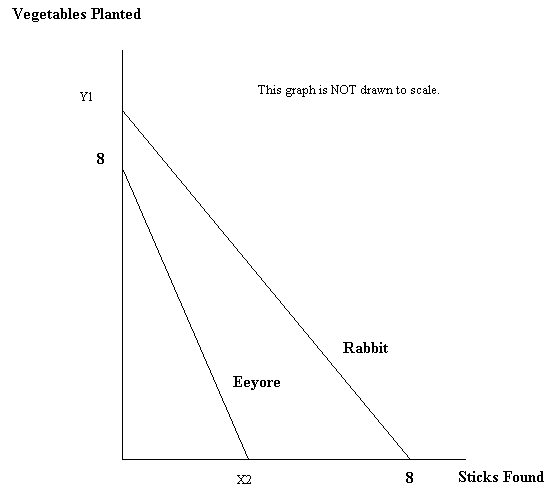 Vegetables Planted
This graph is NOT drawn to scale.
Y1
8
Rabbit
Eeyore
X2
8
Sticks Found